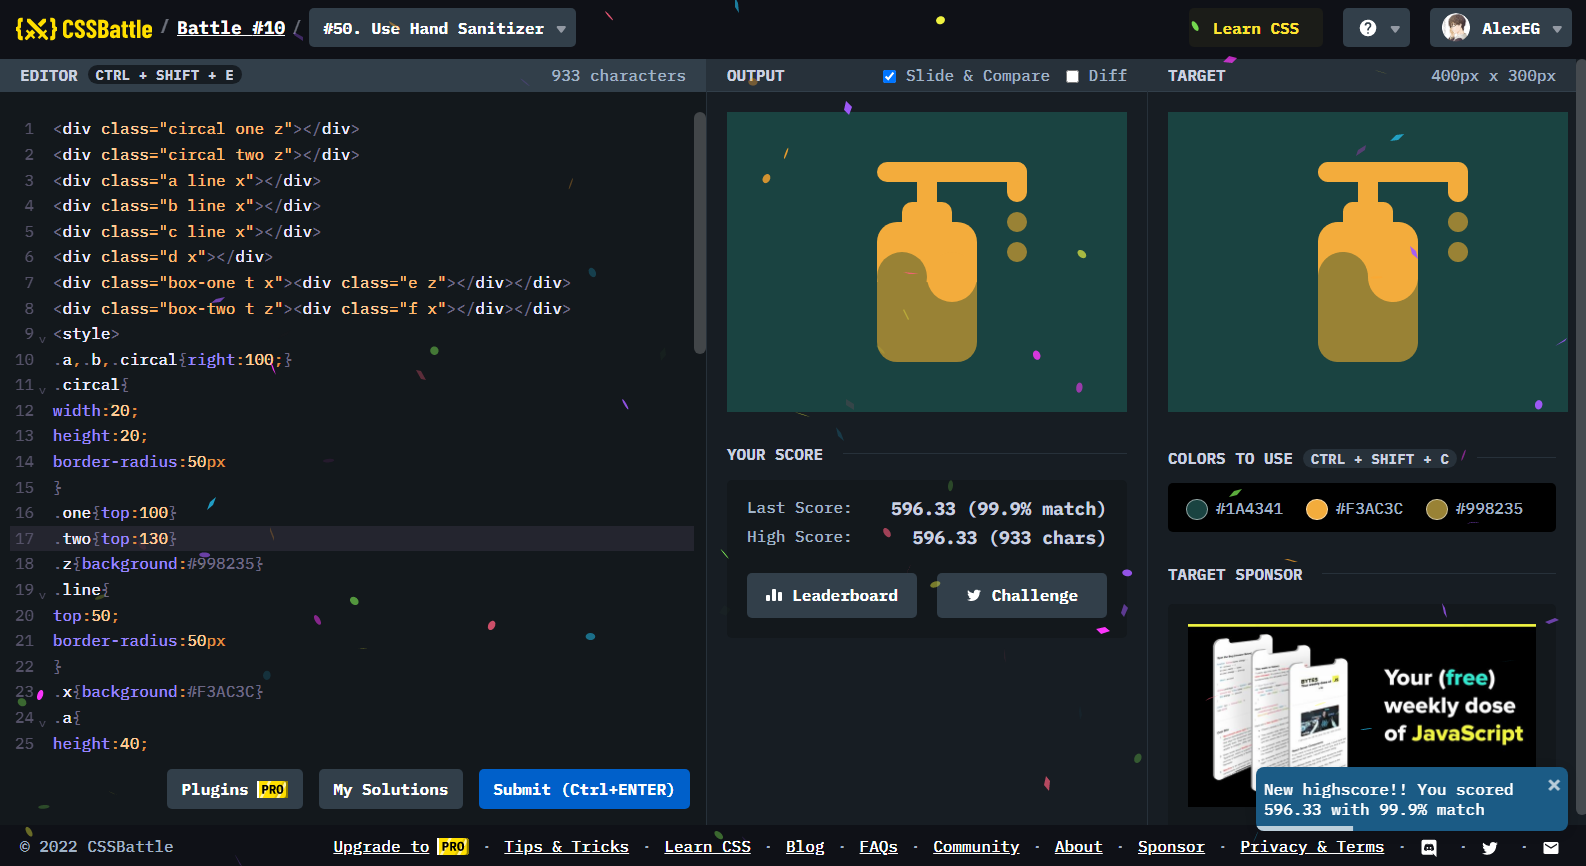 CSSBattle / Battle #10 / #50. Use Hand Sanitizer
Learn CSS
AlexEG
EDITOR CTRL + SHIFT + E 933 characters
OUTPUT Slide & Compare Diff
TARGET 400px x 300px
1 <div class="circal one z"></div>
2 <div class="circal two z"></div>
3 <div class="a line x"></div>
4 <div class="b line x"></div>
5 <div class="c line x"></div>
6 <div class="d x"></div>
7 <div class="box-one t x"><div class="e z"></div></div>
8 <div class="box-two t z"><div class="f x"></div></div>
9 <style>
10 .a,.b,.circal{right:100;}
11 .circal{
12 width:20;
13 height:20;
14 border-radius:50px
15 }
16 .one{top:100}
17 .two{top:130}
18 .z{background:#998235}
19 .line{
20 top:50;
21 border-radius:50px
22 }
23 .x{background:#F3AC3C}
24 .a{
25 height:40;
Plugins PRO
My Solutions
Submit (Ctrl+ENTER)
YOUR SCORE
Last Score: 596.33 (99.9% match)
High Score: 596.33 (933 chars)
Leaderboard
Challenge
COLORS TO USE CTRL + SHIFT + C
#1A4341 #F3AC3C #998235
TARGET SPONSOR
BYTES
Your (free)
weekly dose
of JavaScript
New highscore!! You scored
596.33 with 99.9% match
© 2022 CSSBattle
Upgrade to PRO · Tips & Tricks · Learn CSS · Blog · FAQs · Community · About · Sponsor · Privacy & Terms